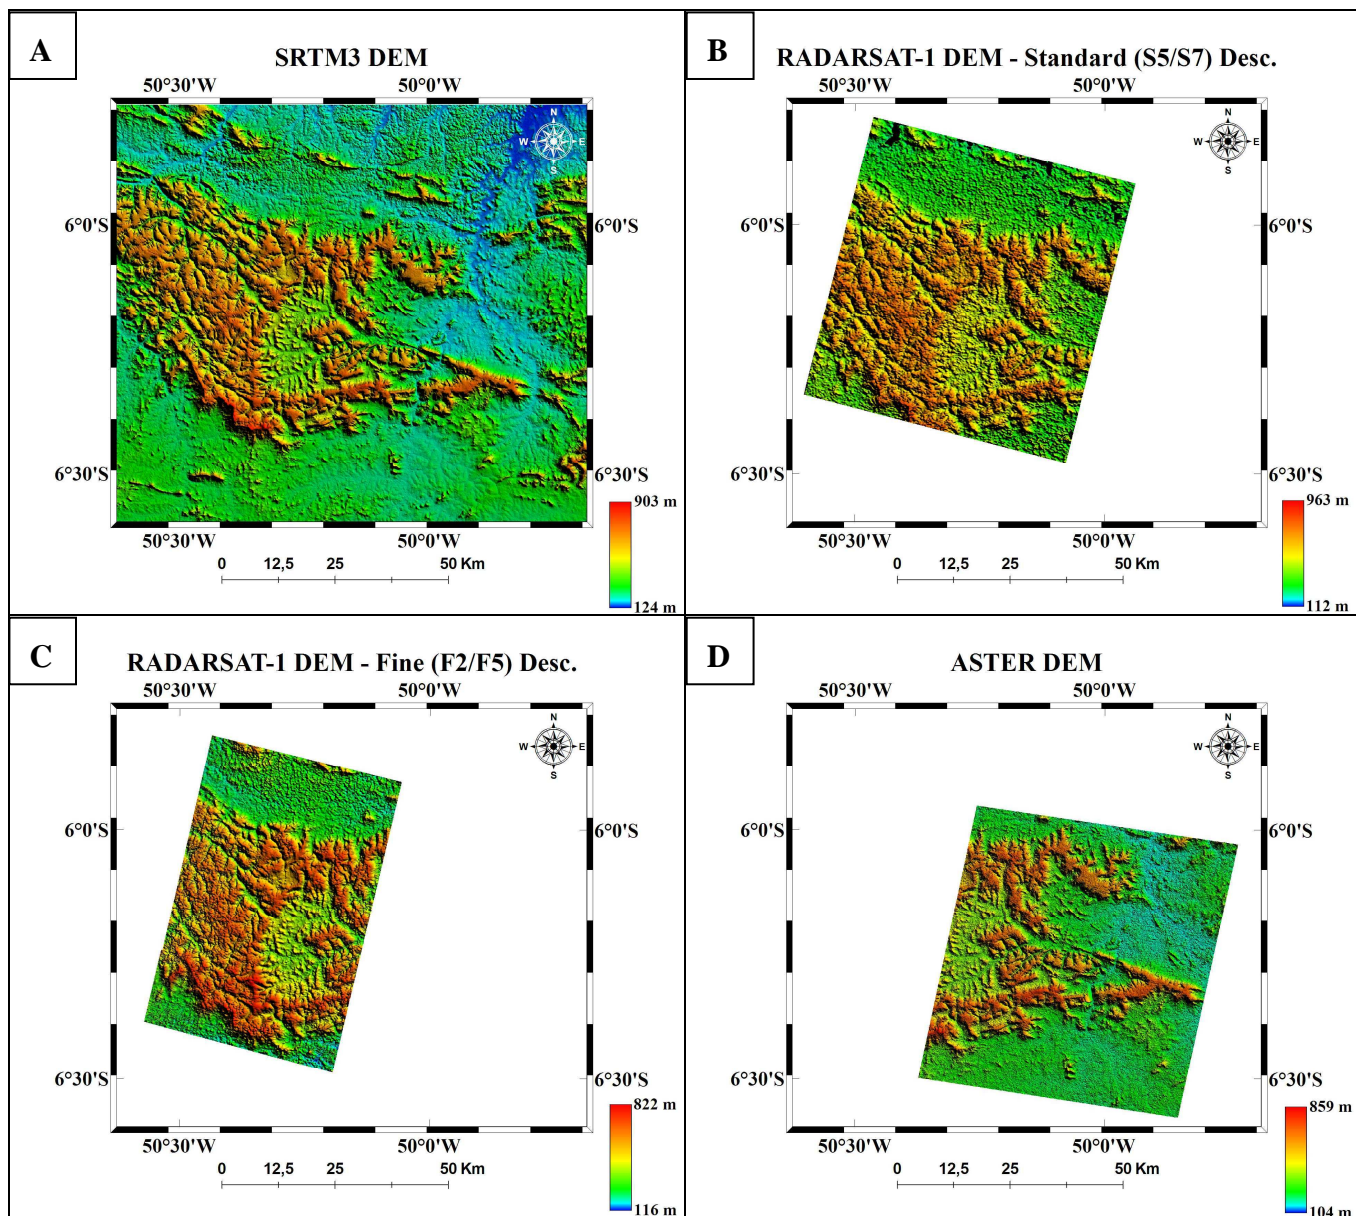 A
SRTM3 DEM
50°30'W 50°0'W
N
W E
S
6°0'S 6°0'S
6°30'S 6°30'S
903 m
124 m
50°30'W 50°0'W
0 12,5 25 50 Km
B
RADARSAT-1 DEM - Standard (S5/S7) Desc.
50°30'W 50°0'W
N
W E
S
6°0'S 6°0'S
6°30'S 6°30'S
963 m
112 m
50°30'W 50°0'W
0 12,5 25 50 Km
C
RADARSAT-1 DEM - Fine (F2/F5) Desc.
50°30'W 50°0'W
N
W E
S
6°0'S 6°0'S
6°30'S 6°30'S
822 m
116 m
50°30'W 50°0'W
0 12,5 25 50 Km
D
ASTER DEM
50°30'W 50°0'W
N
W E
S
6°0'S 6°0'S
6°30'S 6°30'S
859 m
104 m
50°30'W 50°0'W
0 12,5 25 50 Km